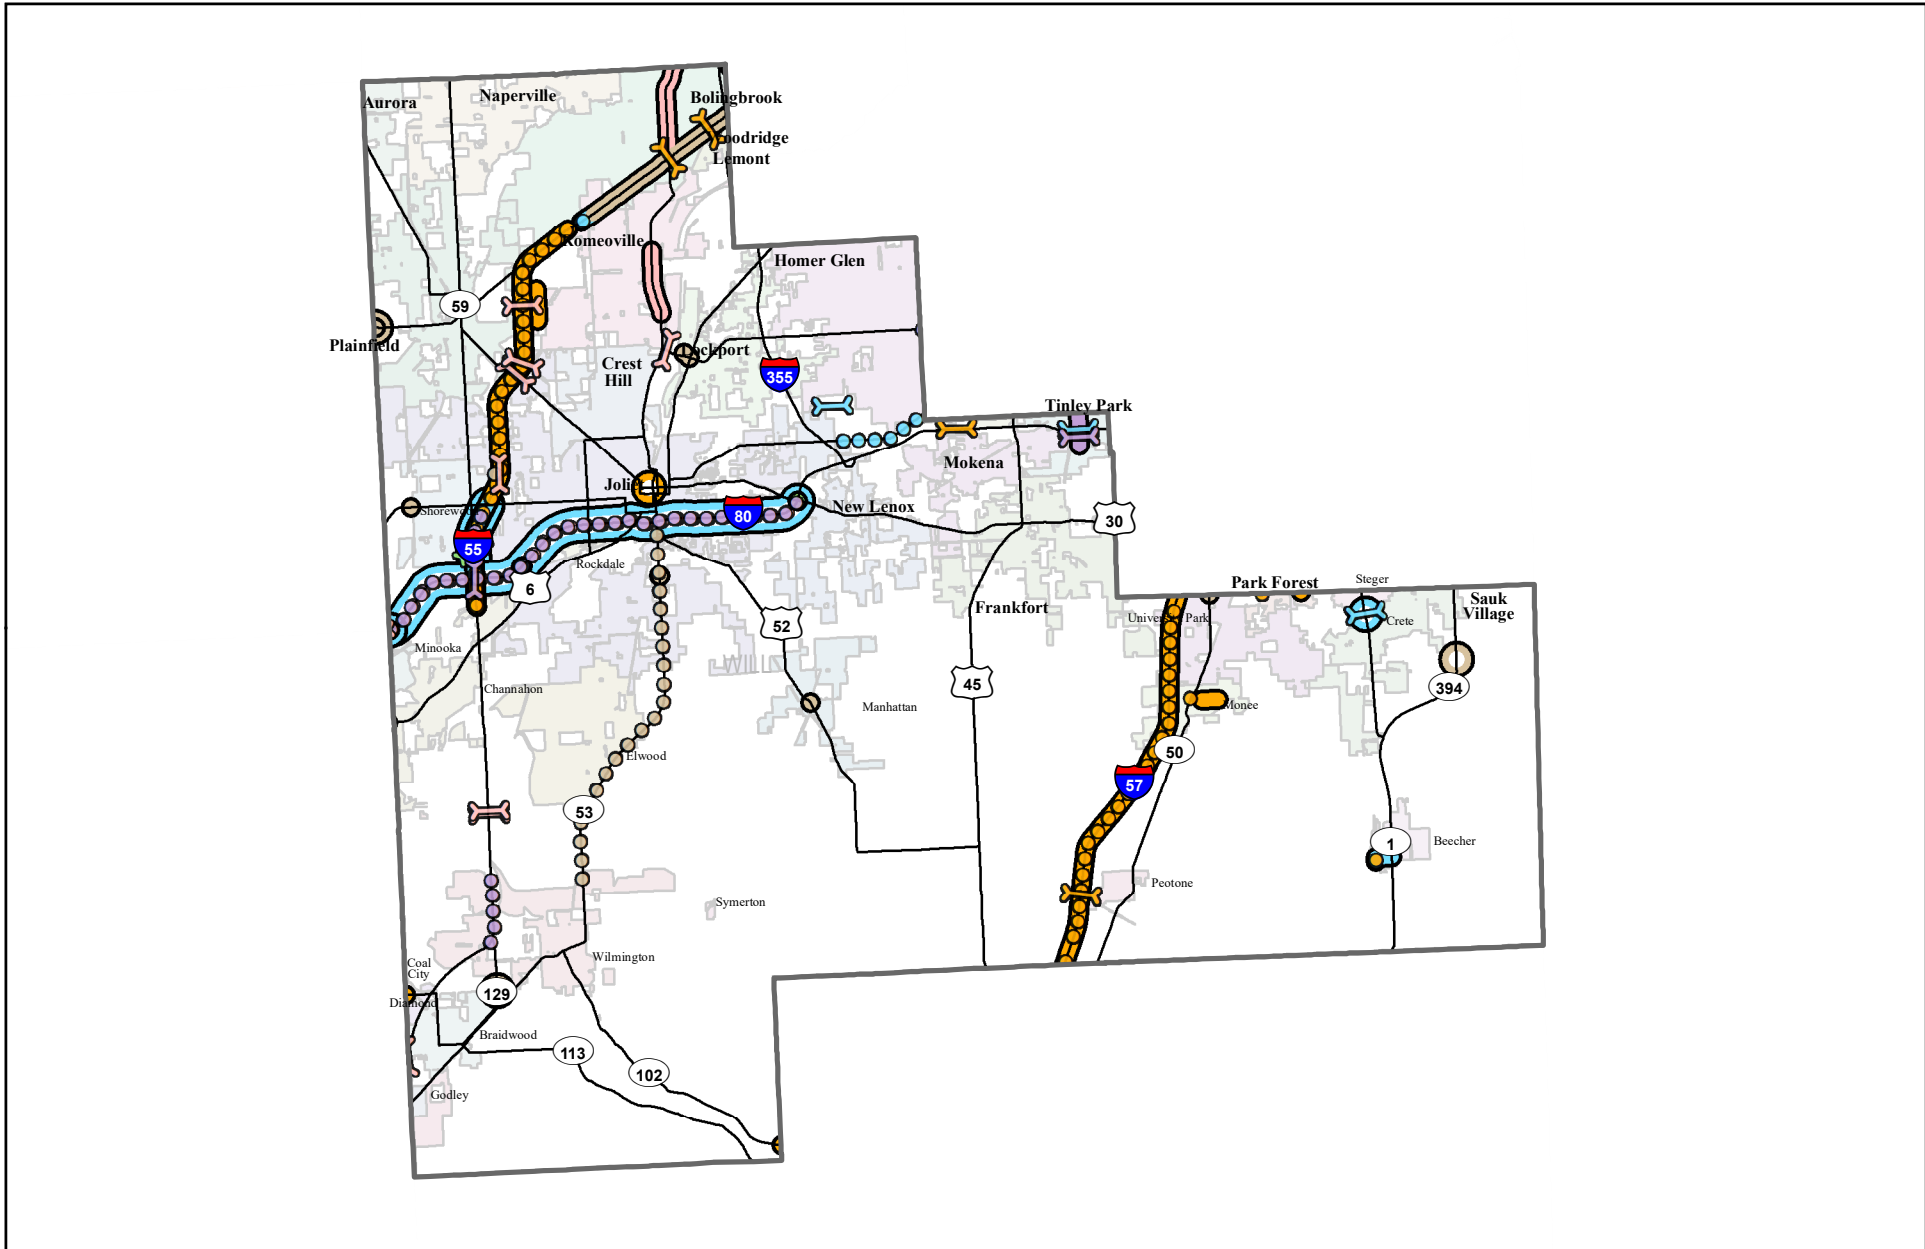 Aurora
Naperville
Bolingbrook
oodridge
Lemont
Romeoville
Homer Glen
59
Plainfield
Lockport
Crest
Hill
355
Tinley Park
Mokena
Joliet
Shorewood
80
New Lenox
30
55
Rockdale
6
Park Forest
Steger
Sauk
Village
Frankfort
52
University Park
Crete
Minooka
WILL
45
394
Channahon
Manhattan
Monee
50
Elwood
57
53
1
Beecher
Peotone
Symerton
Wilmington
Coal
City
129
Diamond
Braidwood
113
102
Godley